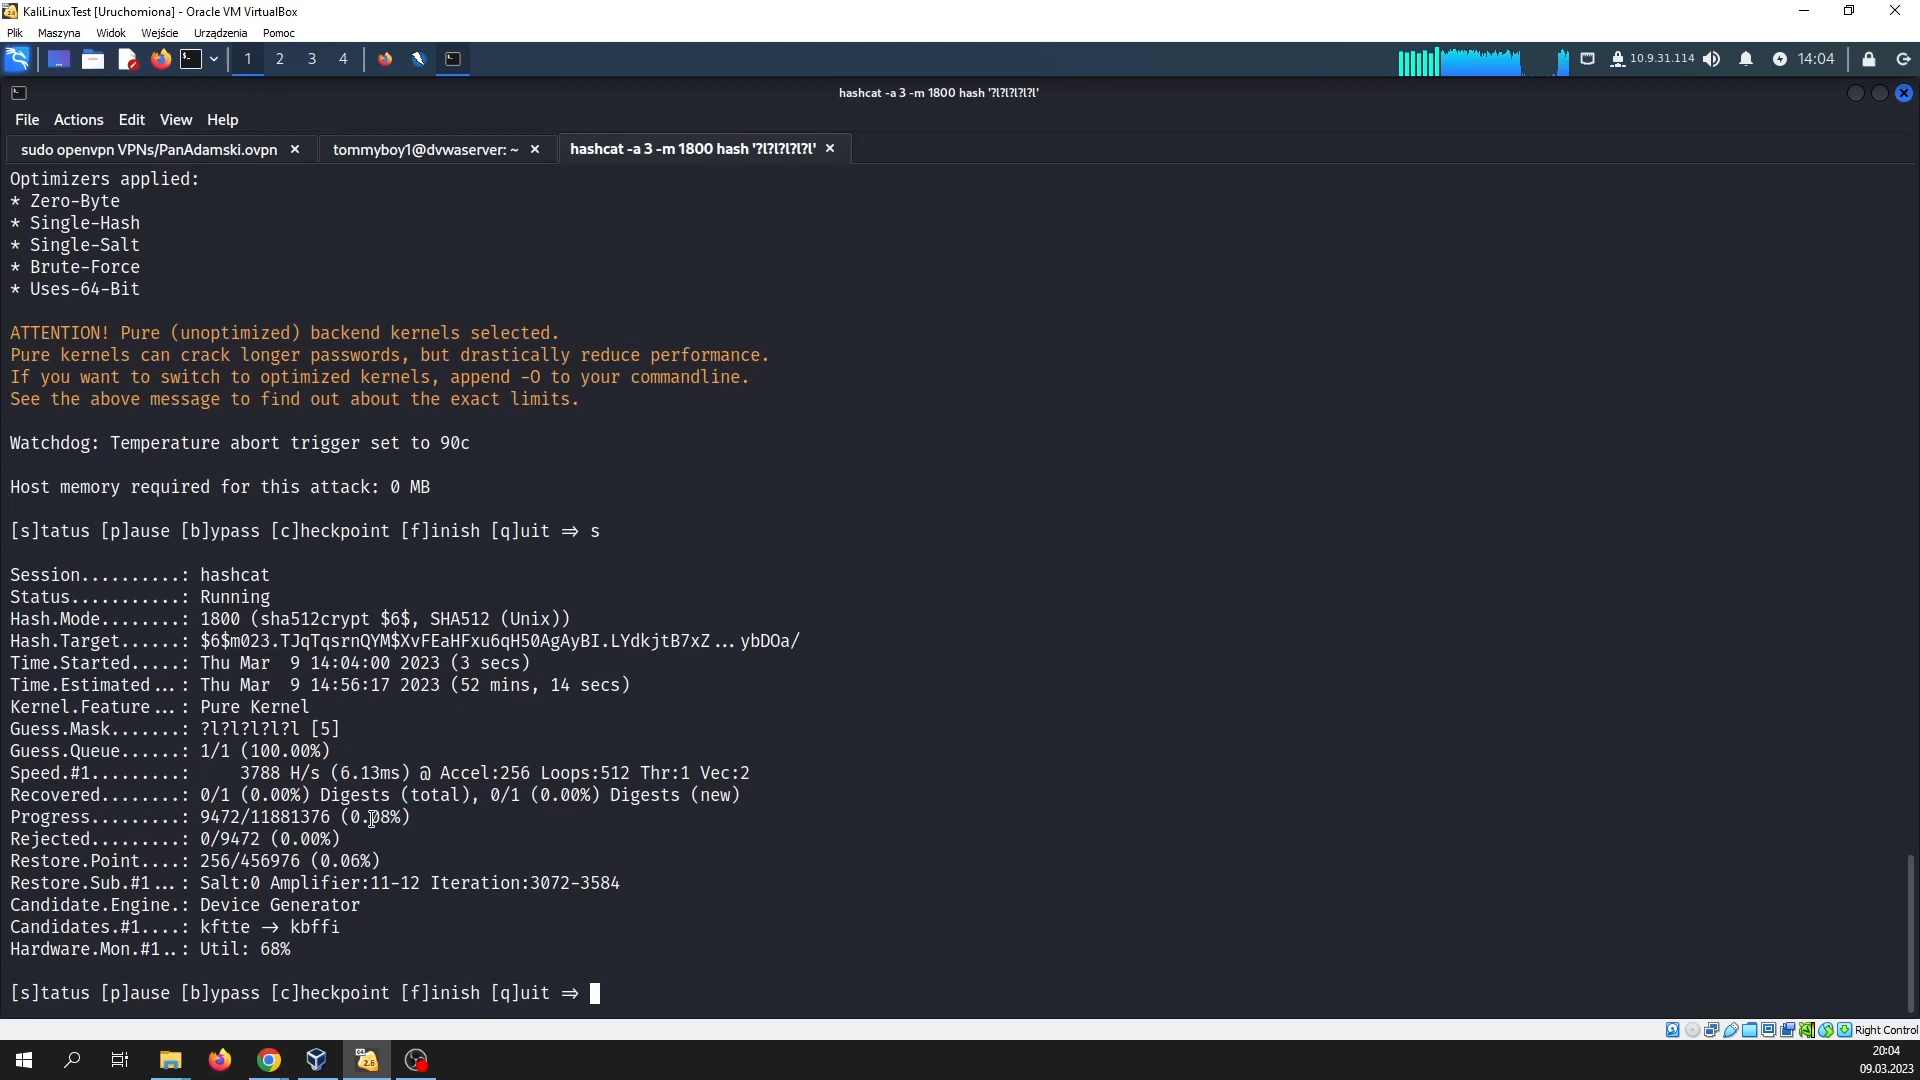 KaliLinuxTest [Uruchomiona] - Oracle VM VirtualBox
Plik Maszyna Widok Wejście Urządzenia Pomoc
1 2 3 4 10.9.31.114 14:04
hashcat -a 3 -m 1800 hash '?l?l?l?l?l'
File Actions Edit View Help
sudo openvpn VPNs/PanAdamski.ovpn × tommyboy1@dvwaserver: ~ × hashcat -a 3 -m 1800 hash '?l?l?l?l?l' ×
Optimizers applied:
* Zero-Byte
* Single-Hash
* Single-Salt
* Brute-Force
* Uses-64-Bit
ATTENTION! Pure (unoptimized) backend kernels selected.
Pure kernels can crack longer passwords, but drastically reduce performance.
If you want to switch to optimized kernels, append -O to your commandline.
See the above message to find out about the exact limits.
Watchdog: Temperature abort trigger set to 90c
Host memory required for this attack: 0 MB
[s]tatus [p]ause [b]ypass [c]heckpoint [f]inish [q]uit ⇒ s
Session..........: hashcat
Status...........: Running
Hash.Mode........: 1800 (sha512crypt $6$, SHA512 (Unix))
Hash.Target......: $6$m023.TJqTqsrnQYM$XvFEaHFxu6qH50AgAyBI.LYdkjtB7xZ...ybDOa/
Time.Started.....: Thu Mar  9 14:04:00 2023 (3 secs)
Time.Estimated...: Thu Mar  9 14:56:17 2023 (52 mins, 14 secs)
Kernel.Feature...: Pure Kernel
Guess.Mask.......: ?l?l?l?l?l [5]
Guess.Queue......: 1/1 (100.00%)
Speed.#1.........:     3788 H/s (6.13ms) @ Accel:256 Loops:512 Thr:1 Vec:2
Recovered........: 0/1 (0.00%) Digests (total), 0/1 (0.00%) Digests (new)
Progress.........: 9472/11881376 (0.08%)
Rejected.........: 0/9472 (0.00%)
Restore.Point....: 256/456976 (0.06%)
Restore.Sub.#1...: Salt:0 Amplifier:11-12 Iteration:3072-3584
Candidate.Engine.: Device Generator
Candidates.#1....: kftte → kbffi
Hardware.Mon.#1..: Util: 68%
[s]tatus [p]ause [b]ypass [c]heckpoint [f]inish [q]uit ⇒
Right Control
20:04
09.03.2023